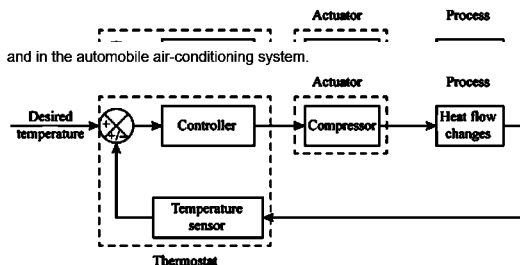 Actuator Process
and in the automobile air-conditioning system.
Actuator Process
Desired
temperature
+
+/-
Controller
Compressor
Heat flow
changes
Temperature
sensor
Thermostat